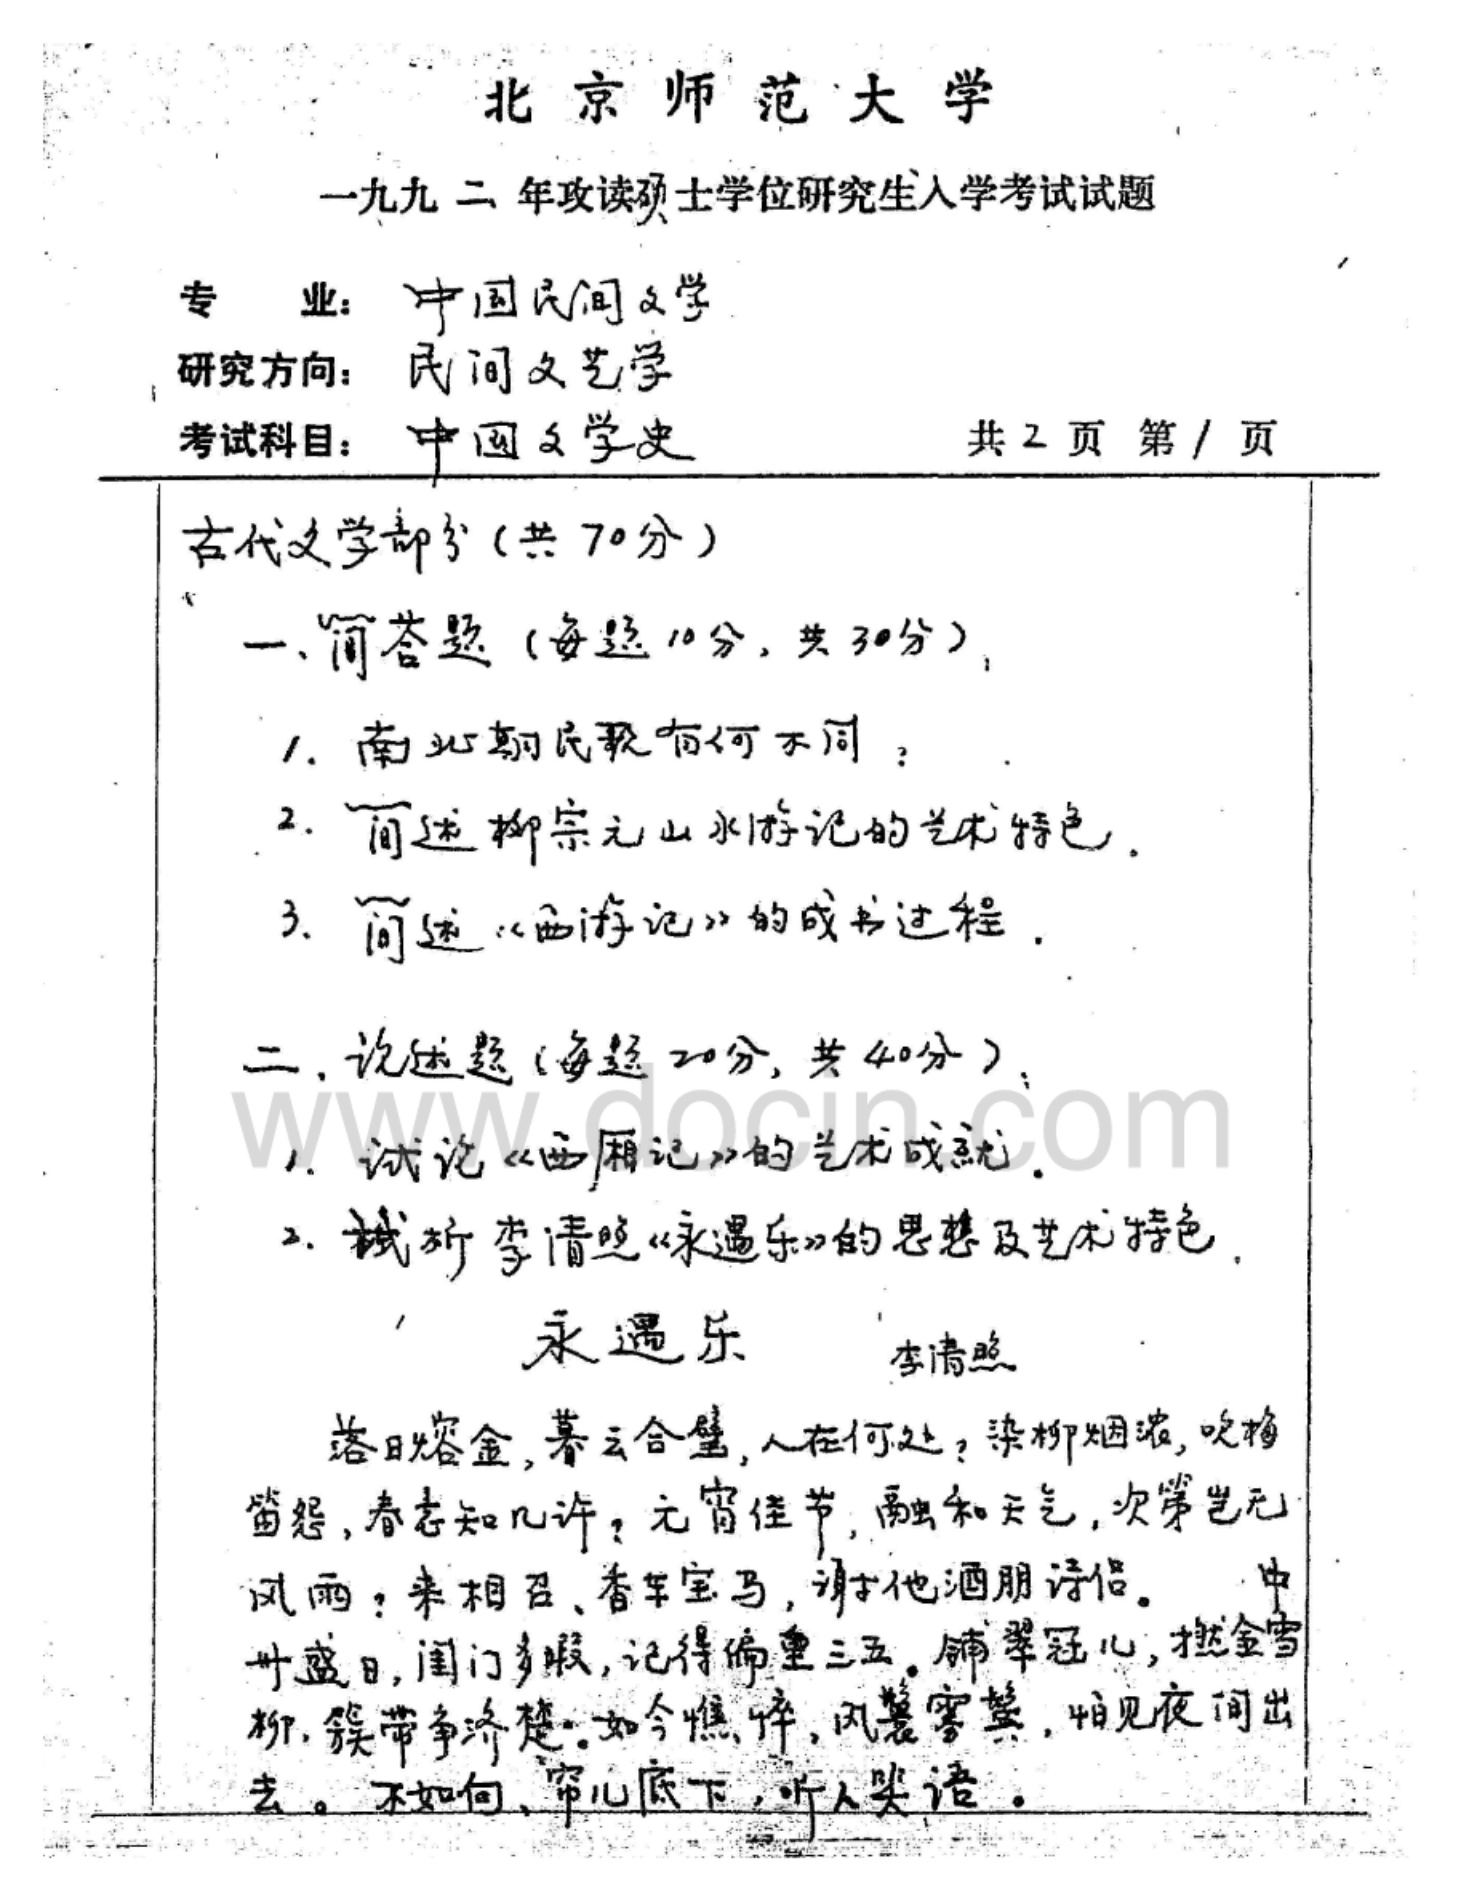 北京师范大学
一九九二年攻读硕士学位研究生入学考试试题
专 业：中国民间文学
研究方向：民间文艺学
考试科目：中国文学史 共2页 第1页
古代文学部分（共70分）
一、简答题（每题10分，共30分）
1. 南北朝民歌有何不同？
2. 简述柳宗元山水游记的艺术特色．
3. 简述《西游记》的成书过程．
二．论述题（每题20分，共40分）
www.docin.com
1. 试论《西厢记》的艺术成就．
2. 试析李清照《永遇乐》的思想及艺术特色．
永遇乐 李清照
落日熔金，暮云合璧，人在何处？染柳烟浓，吹梅
笛怨，春意知几许？元宵佳节，融和天气，次第岂无
风雨？来相召、香车宝马，谢他酒朋诗侣。 中
州盛日，闺门多暇，记得偏重三五。铺翠冠儿，撚金雪
柳，簇带争济楚。如今憔悴，风鬟雾鬓，怕见夜间出
去。不如向、帘儿底下，听人笑语。